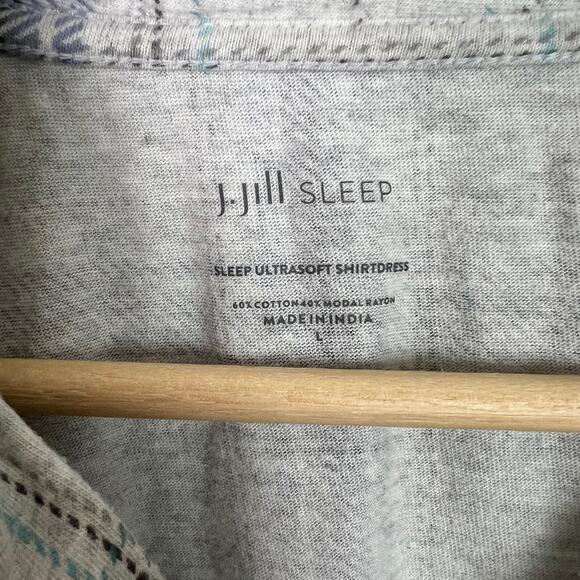 J.Jill SLEEP
SLEEP ULTRASOFT SHIRTDRESS
60% COTTON 40% MODAL RAYON
MADE IN INDIA
L